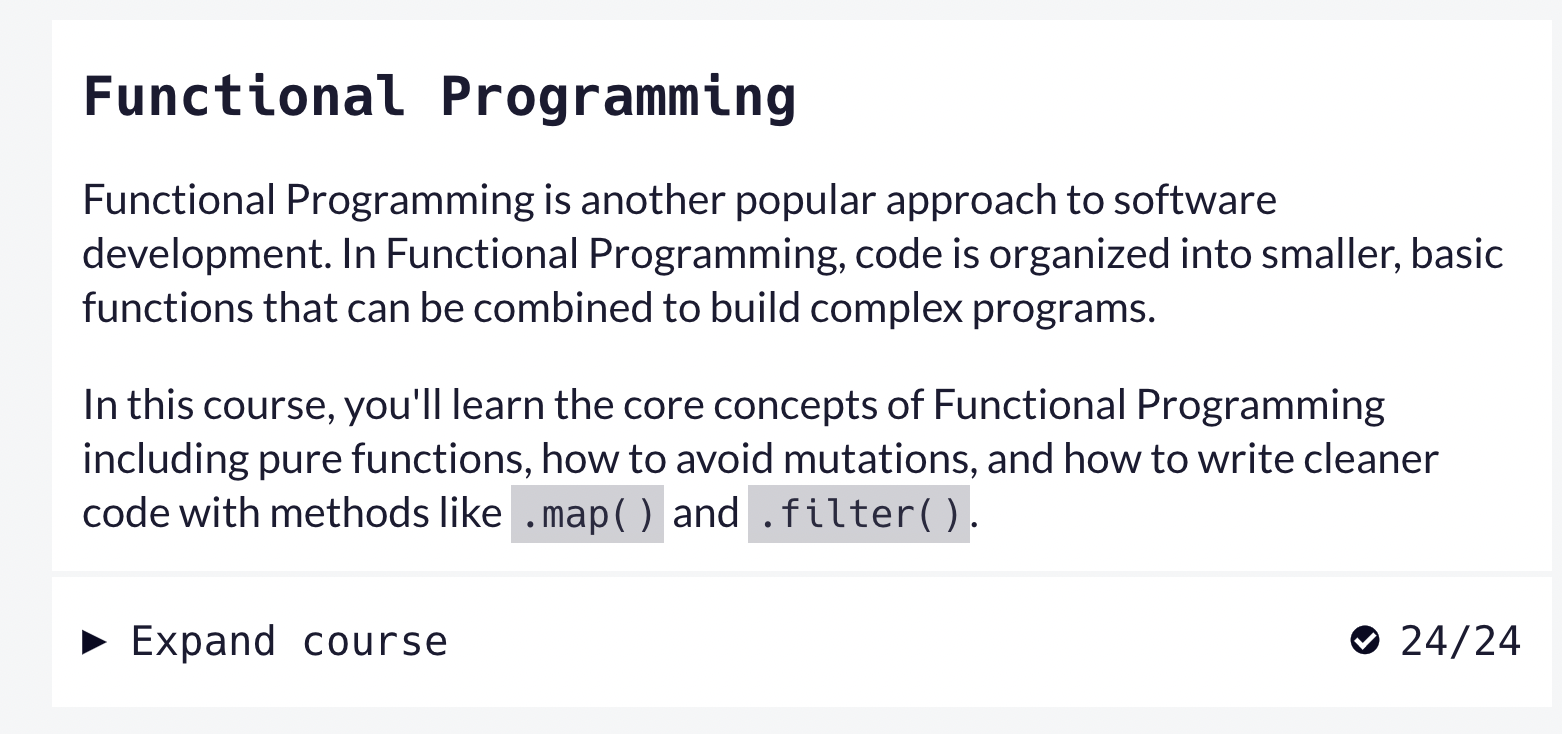 Functional Programming
Functional Programming is another popular approach to software
development. In Functional Programming, code is organized into smaller, basic
functions that can be combined to build complex programs.
In this course, you'll learn the core concepts of Functional Programming
including pure functions, how to avoid mutations, and how to write cleaner
code with methods like .map() and .filter().
Expand course 24/24